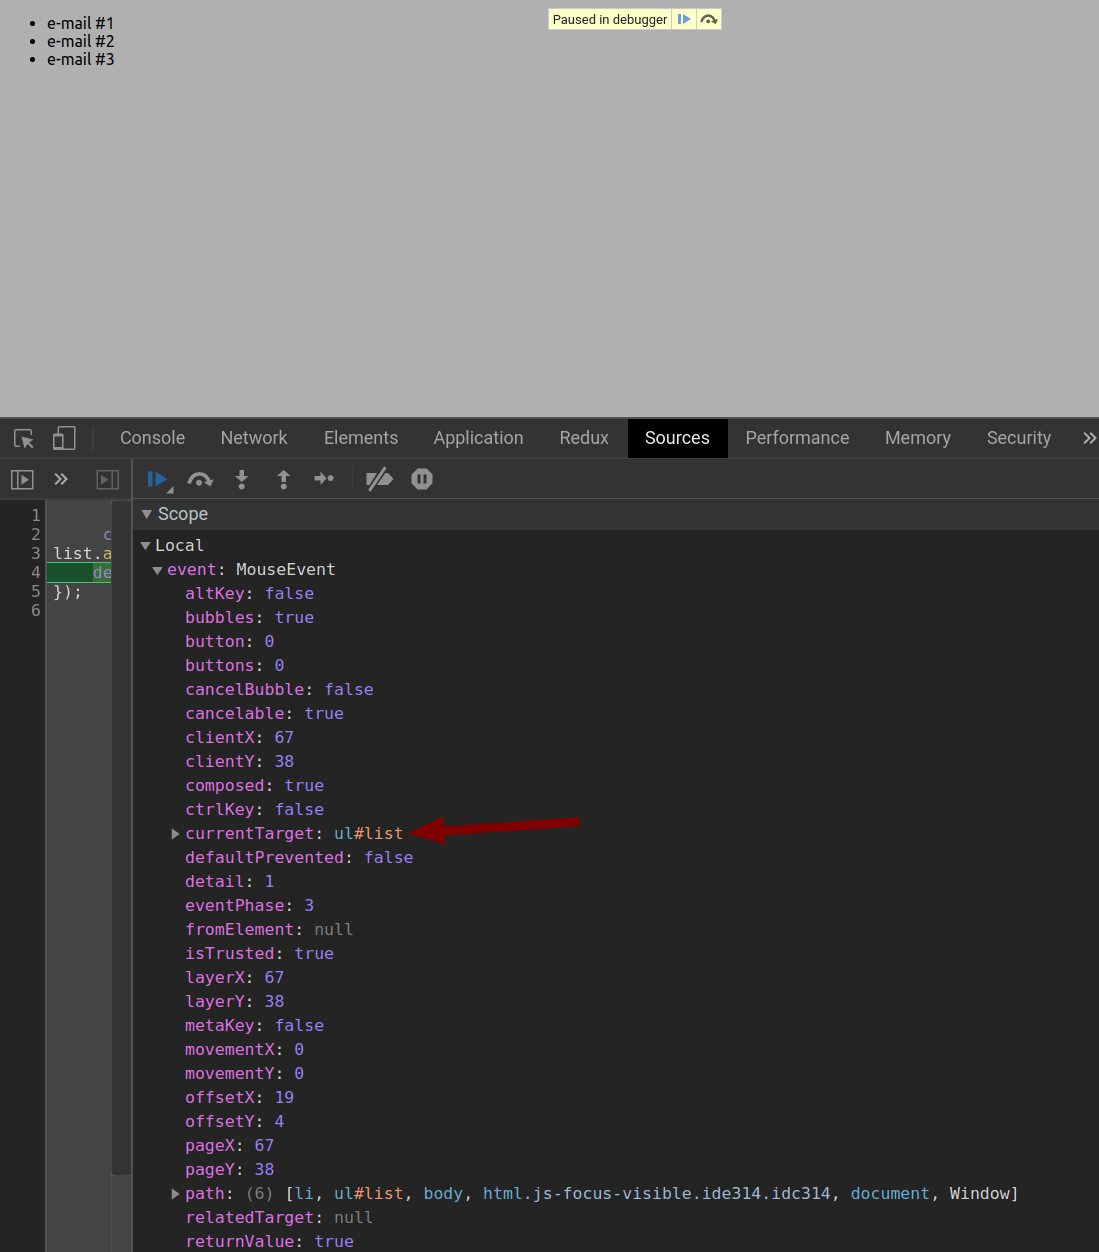 e-mail #1
e-mail #2
e-mail #3
Paused in debugger
Console Network Elements Application Redux Sources Performance Memory Security »
»
1
2 c
3 list.a
4 de
5 });
6
Scope
Local
event: MouseEvent
altKey: false
bubbles: true
button: 0
buttons: 0
cancelBubble: false
cancelable: true
clientX: 67
clientY: 38
composed: true
ctrlKey: false
currentTarget: ul#list
defaultPrevented: false
detail: 1
eventPhase: 3
fromElement: null
isTrusted: true
layerX: 67
layerY: 38
metaKey: false
movementX: 0
movementY: 0
offsetX: 19
offsetY: 4
pageX: 67
pageY: 38
path: (6) [li, ul#list, body, html.js-focus-visible.ide314.idc314, document, Window]
relatedTarget: null
returnValue: true